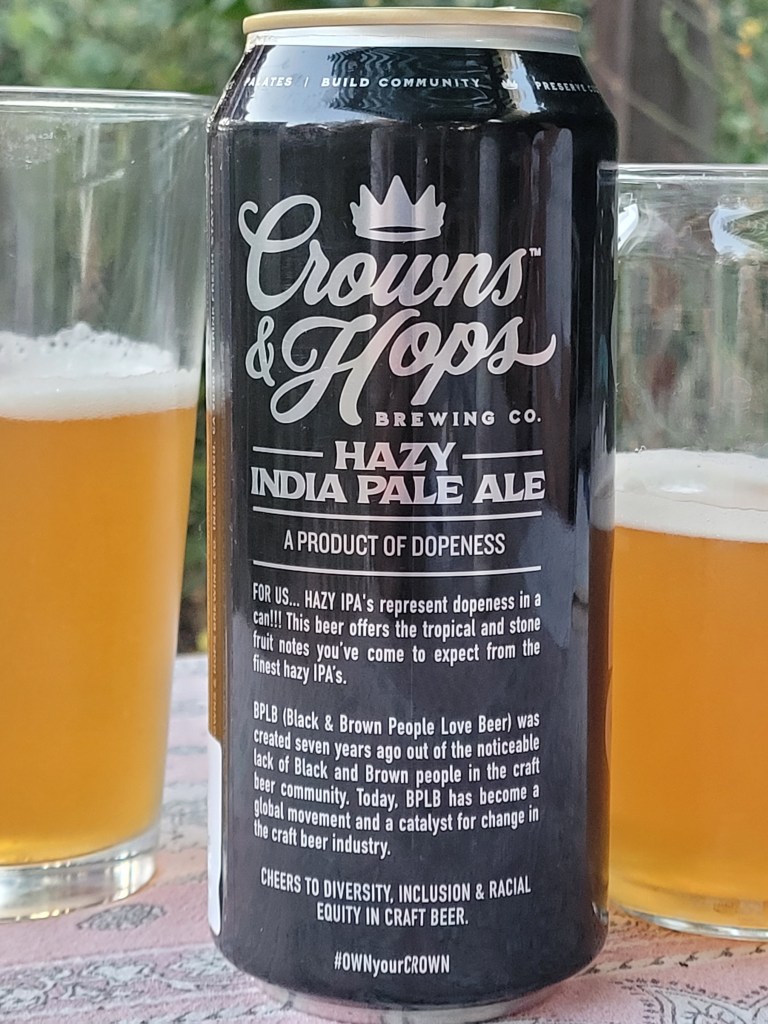 PALATES | BUILD COMMUNITY PRESERVE
Crowns™
& Hops
BREWING CO.
HAZY
INDIA PALE ALE
A PRODUCT OF DOPENESS
FOR US... HAZY IPA's represent dopeness in a
can!!! This beer offers the tropical and stone
fruit notes you've come to expect from the
finest hazy IPA's.
BPLB (Black & Brown People Love Beer) was
created seven years ago out of the noticeable
lack of Black and Brown people in the craft
beer community. Today, BPLB has become a
global movement and a catalyst for change in
the craft beer industry.
CHEERS TO DIVERSITY, INCLUSION & RACIAL
EQUITY IN CRAFT BEER.
#OWNyourCROWN